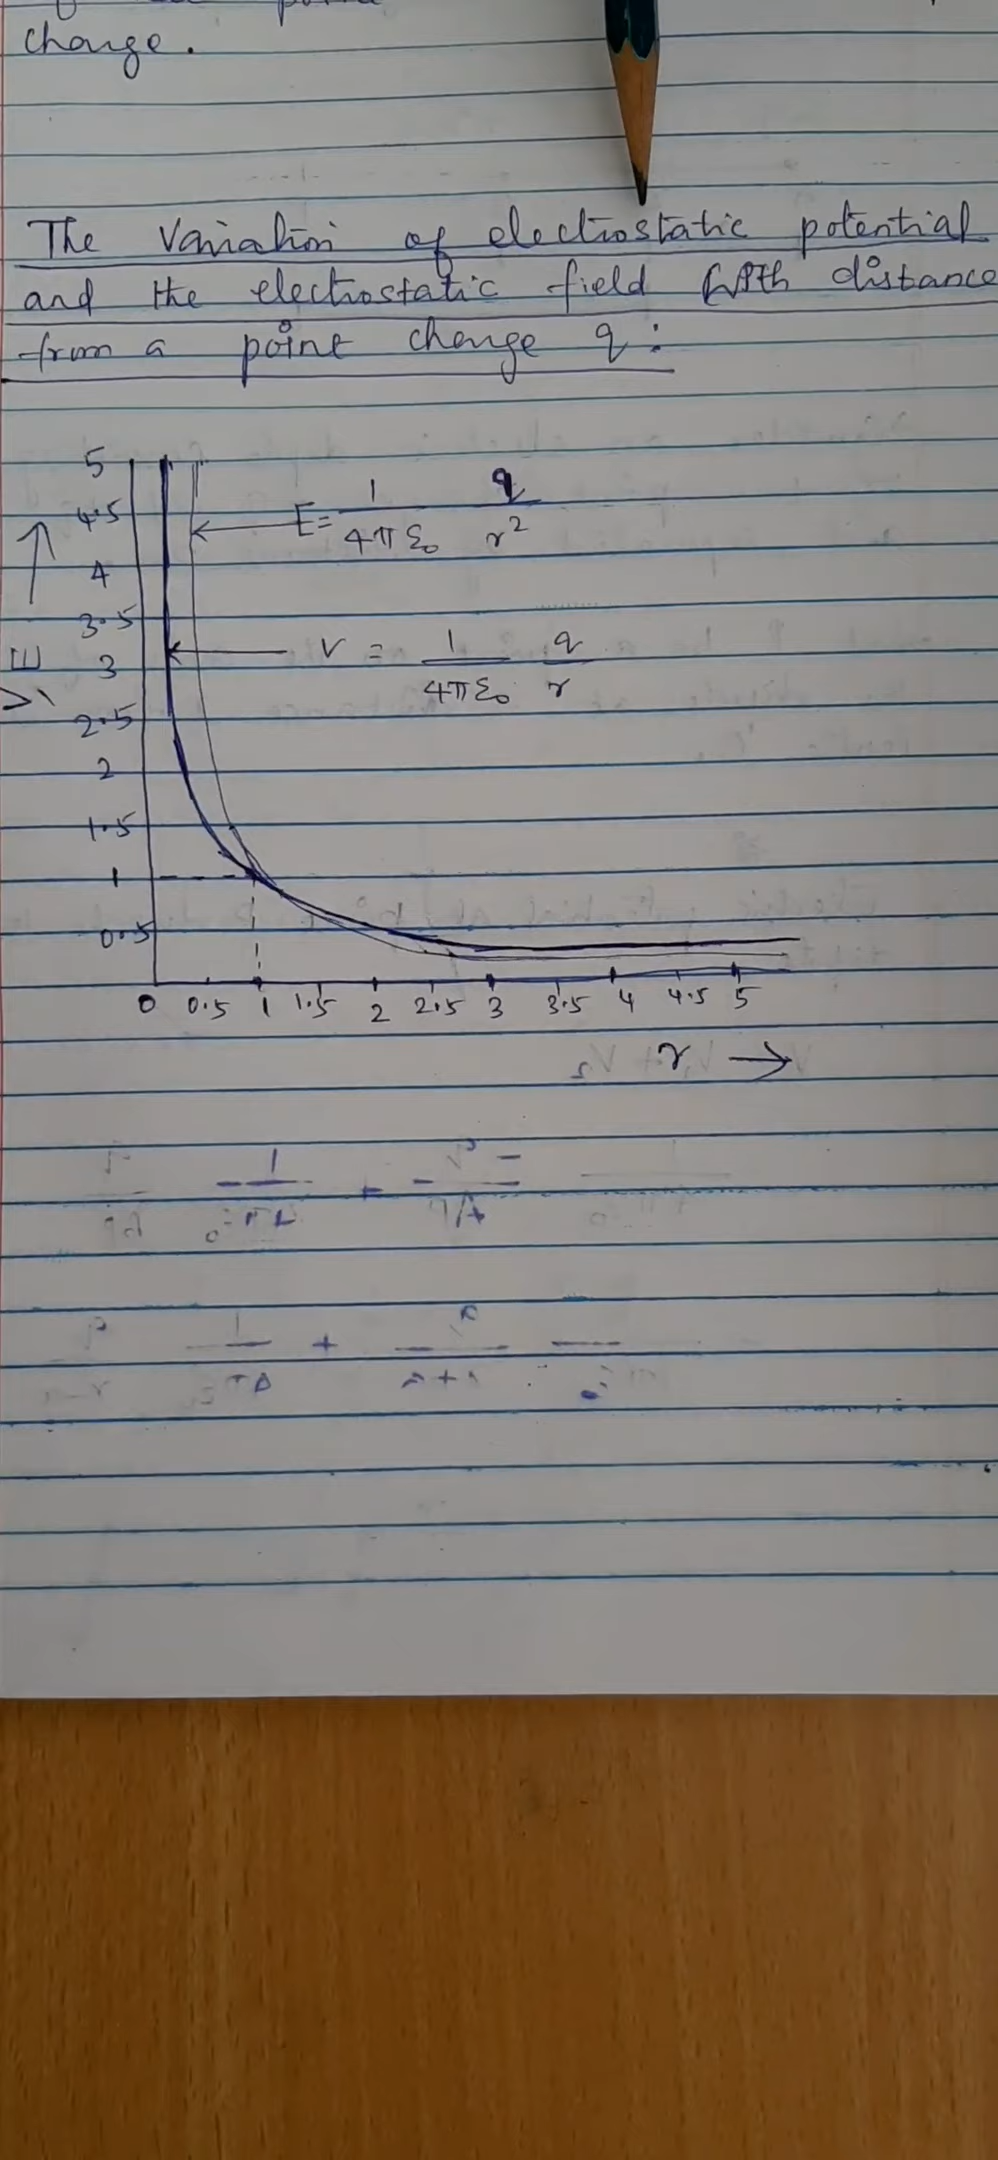 change.
The Variation of electrostatic potential
and the electrostatic field with distance
from a point change q :
5
4.5
E = 1/4πε₀ q/r²
4
3.5
V = 1/4πε₀ q/r
3
V, E
2.5
2
1.5
1
0.5
0 0.5 1 1.5 2 2.5 3 3.5 4 4.5 5
r